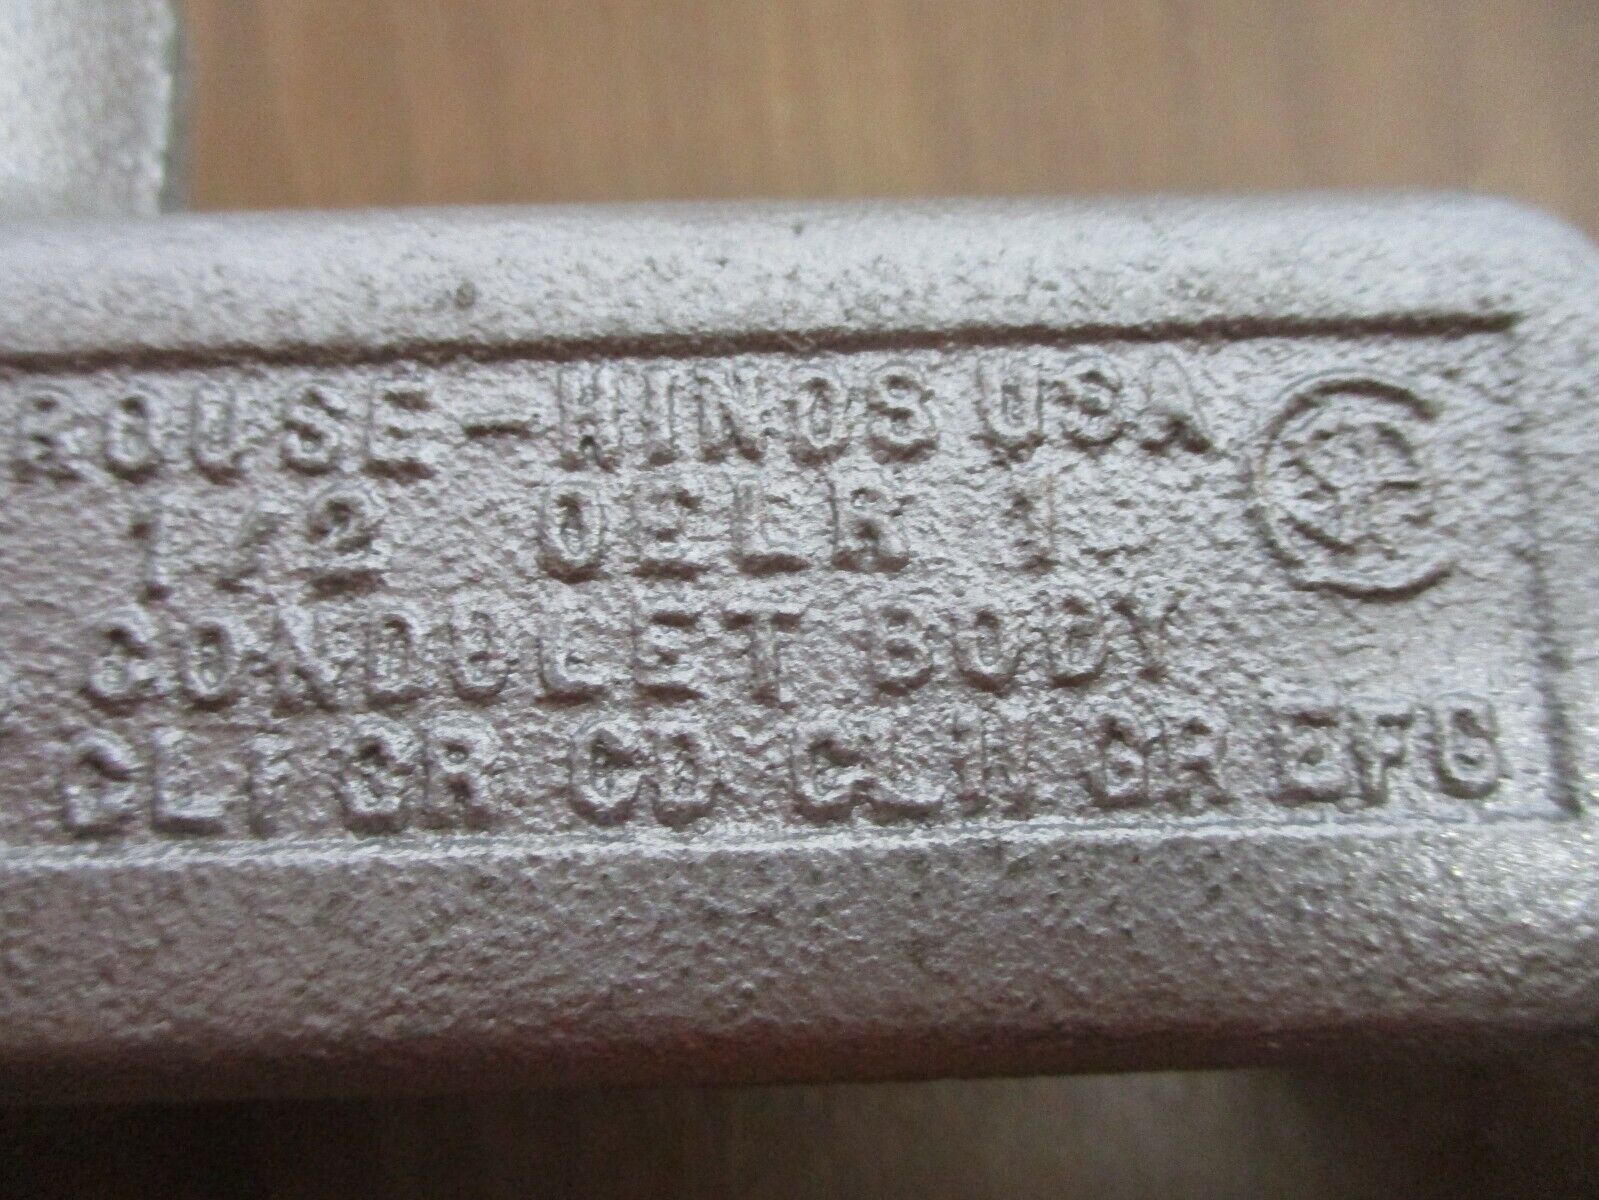 ROUSE-HINDS USA
1/2 OELR 1
CONDULET BODY
CL I GR CD CL II GR EFG